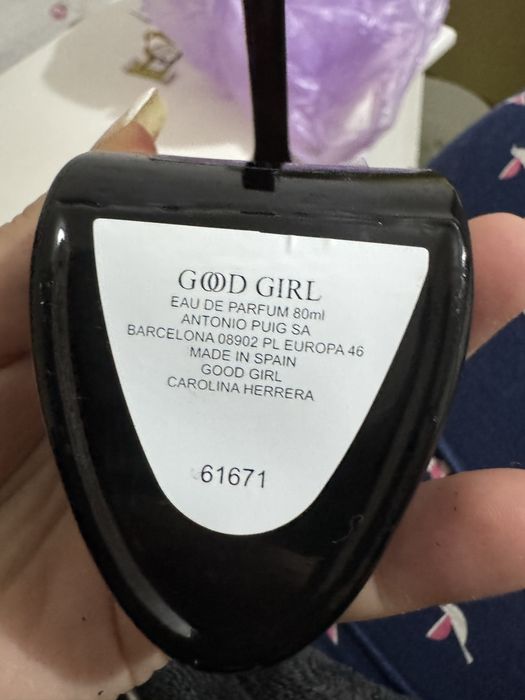 GOOD GIRL
EAU DE PARFUM 80ml
ANTONIO PUIG SA
BARCELONA 08902 PL EUROPA 46
MADE IN SPAIN
GOOD GIRL
CAROLINA HERRERA
61671